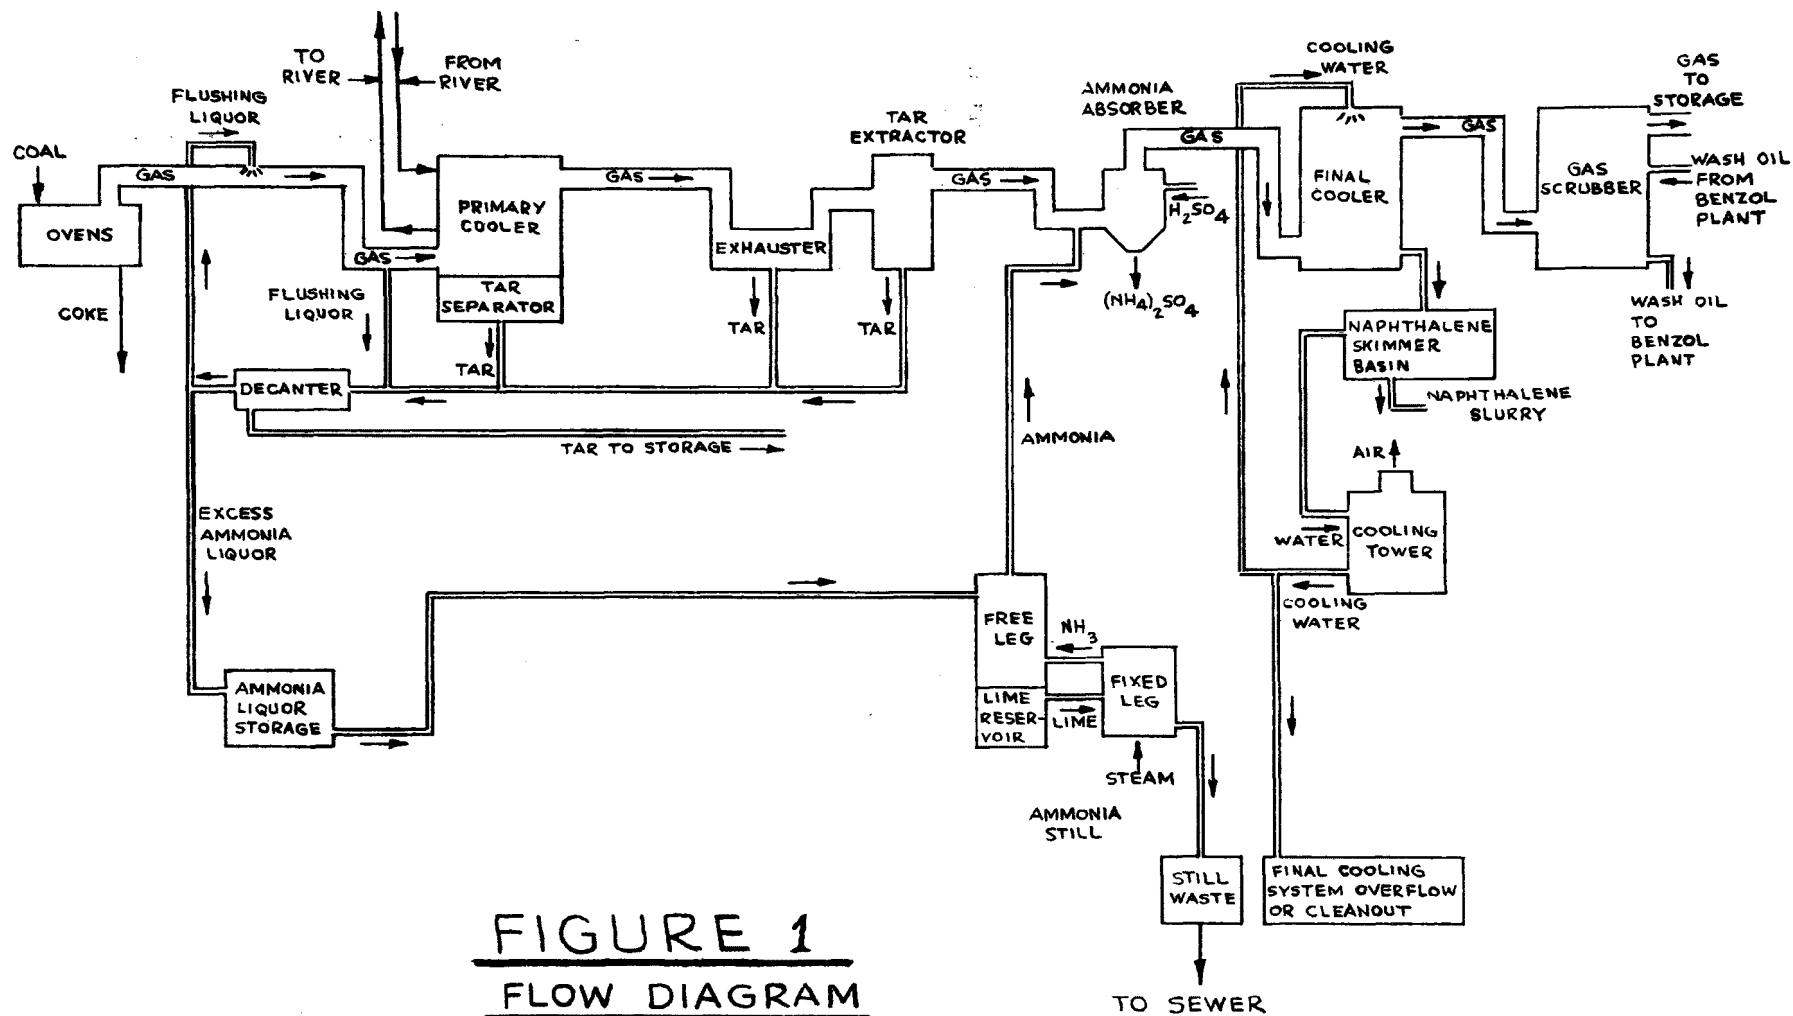 COAL
OVENS
COKE
GAS
FLUSHING
LIQUOR
TO
RIVER
FROM
RIVER
GAS
FLUSHING
LIQUOR
PRIMARY
COOLER
TAR
SEPARATOR
TAR
GAS
EXHAUSTER
TAR
TAR
EXTRACTOR
TAR
GAS
AMMONIA
ABSORBER
H2SO4
(NH4)2SO4
GAS
COOLING
WATER
FINAL
COOLER
GAS
GAS
SCRUBBER
GAS
TO
STORAGE
WASH OIL
FROM
BENZOL
PLANT
WASH OIL
TO
BENZOL
PLANT
NAPHTHALENE
SKIMMER
BASIN
NAPHTHALENE
SLURRY
AIR
COOLING
TOWER
WATER
COOLING
WATER
DECANTER
TAR TO STORAGE
EXCESS
AMMONIA
LIQUOR
AMMONIA
LIQUOR
STORAGE
AMMONIA
FREE
LEG
LIME
RESER-
VOIR
NH3
LIME
FIXED
LEG
STEAM
AMMONIA
STILL
STILL
WASTE
TO SEWER
FINAL COOLING
SYSTEM OVERFLOW
OR CLEANOUT
FIGURE 1
FLOW DIAGRAM